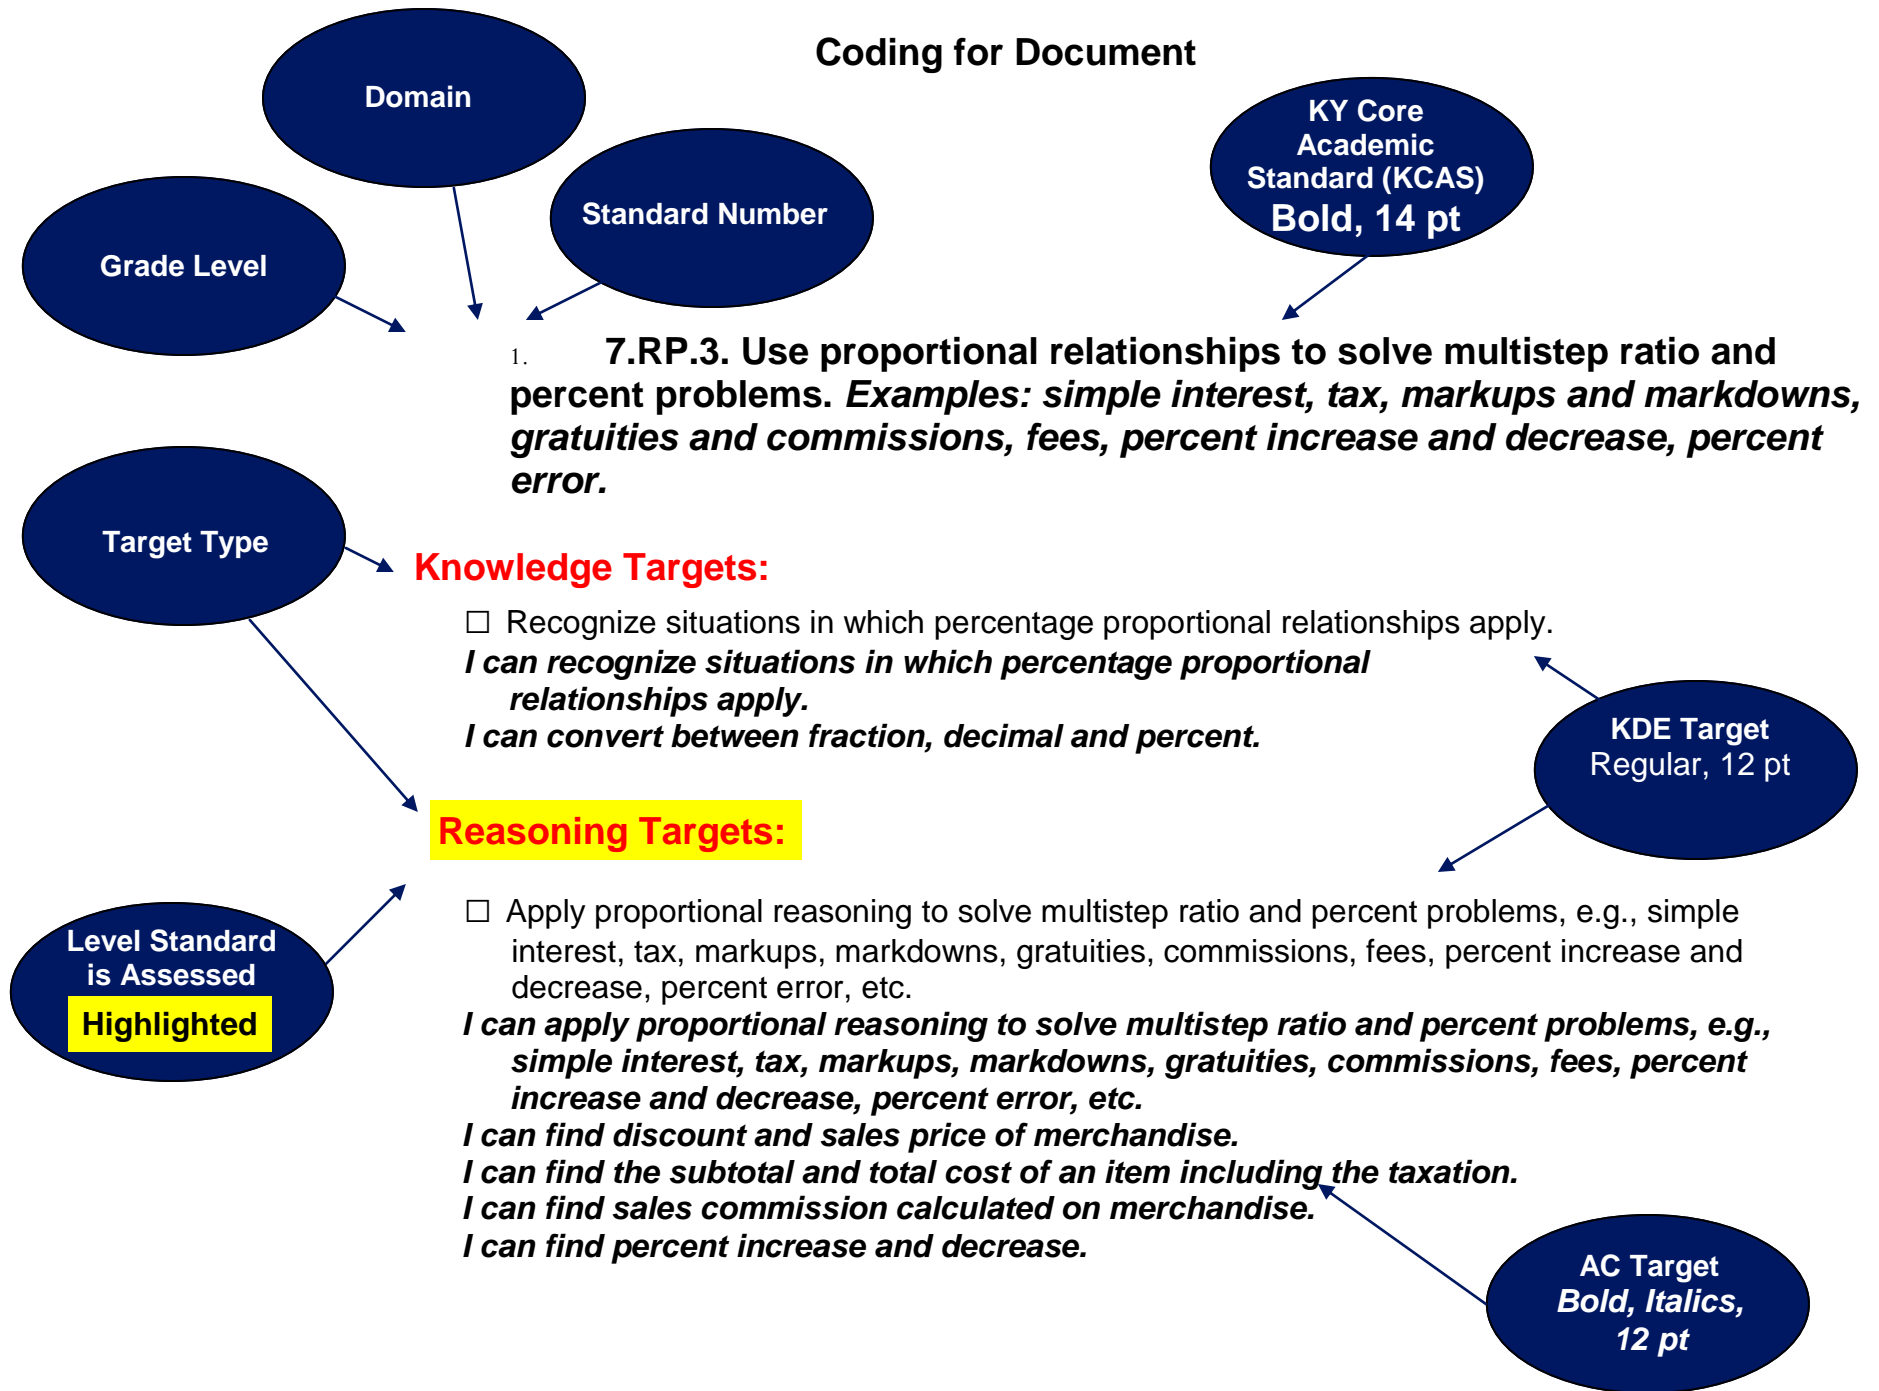 Coding for Document
Domain
KY Core
Academic
Standard (KCAS)
Bold, 14 pt
Standard Number
Grade Level
1. 7.RP.3. Use proportional relationships to solve multistep ratio and
percent problems. Examples: simple interest, tax, markups and markdowns,
gratuities and commissions, fees, percent increase and decrease, percent
error.
Target Type
Knowledge Targets:
☐ Recognize situations in which percentage proportional relationships apply.
I can recognize situations in which percentage proportional
relationships apply.
I can convert between fraction, decimal and percent.
KDE Target
Regular, 12 pt
Reasoning Targets:
Level Standard
is Assessed
Highlighted
☐ Apply proportional reasoning to solve multistep ratio and percent problems, e.g., simple
interest, tax, markups, markdowns, gratuities, commissions, fees, percent increase and
decrease, percent error, etc.
I can apply proportional reasoning to solve multistep ratio and percent problems, e.g.,
simple interest, tax, markups, markdowns, gratuities, commissions, fees, percent
increase and decrease, percent error, etc.
I can find discount and sales price of merchandise.
I can find the subtotal and total cost of an item including the taxation.
I can find sales commission calculated on merchandise.
I can find percent increase and decrease.
AC Target
Bold, Italics,
12 pt